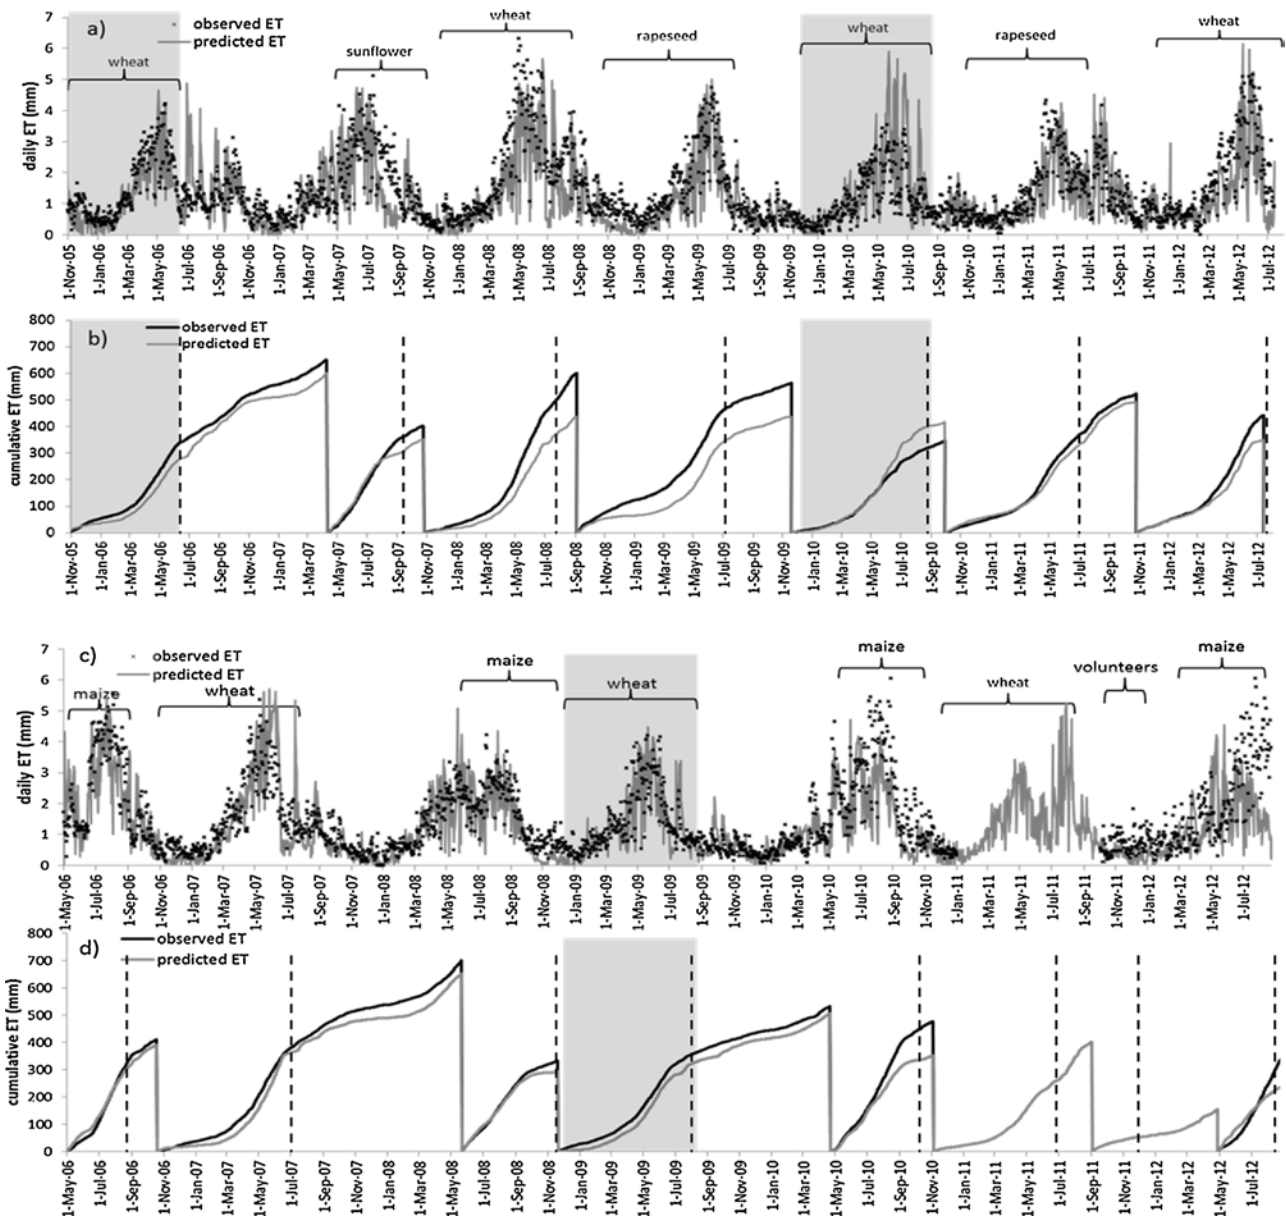 a)
observed ET
predicted ET
wheat
sunflower
wheat
rapeseed
wheat
rapeseed
wheat
daily ET (mm)
7
6
5
4
3
2
1
0
1-Nov-05
1-Jan-06
1-Mar-06
1-May-06
1-Jul-06
1-Sep-06
1-Nov-06
1-Jan-07
1-Mar-07
1-May-07
1-Jul-07
1-Sep-07
1-Nov-07
1-Jan-08
1-Mar-08
1-May-08
1-Jul-08
1-Sep-08
1-Nov-08
1-Jan-09
1-Mar-09
1-May-09
1-Jul-09
1-Sep-09
1-Nov-09
1-Jan-10
1-Mar-10
1-May-10
1-Jul-10
1-Sep-10
1-Nov-10
1-Jan-11
1-Mar-11
1-May-11
1-Jul-11
1-Sep-11
1-Nov-11
1-Jan-12
1-Mar-12
1-May-12
1-Jul-12
b)
observed ET
predicted ET
cumulative ET (mm)
800
700
600
500
400
300
200
100
0
1-Nov-05
1-Jan-06
1-Mar-06
1-May-06
1-Jul-06
1-Sep-06
1-Nov-06
1-Jan-07
1-Mar-07
1-May-07
1-Jul-07
1-Sep-07
1-Nov-07
1-Jan-08
1-Mar-08
1-May-08
1-Jul-08
1-Sep-08
1-Nov-08
1-Jan-09
1-Mar-09
1-May-09
1-Jul-09
1-Sep-09
1-Nov-09
1-Jan-10
1-Mar-10
1-May-10
1-Jul-10
1-Sep-10
1-Nov-10
1-Jan-11
1-Mar-11
1-May-11
1-Jul-11
1-Sep-11
1-Nov-11
1-Jan-12
1-Mar-12
1-May-12
1-Jul-12
c)
observed ET
predicted ET
maize
wheat
maize
wheat
maize
wheat
volunteers
maize
daily ET (mm)
7
6
5
4
3
2
1
0
1-May-06
1-Jul-06
1-Sep-06
1-Nov-06
1-Jan-07
1-Mar-07
1-May-07
1-Jul-07
1-Sep-07
1-Nov-07
1-Jan-08
1-Mar-08
1-May-08
1-Jul-08
1-Sep-08
1-Nov-08
1-Jan-09
1-Mar-09
1-May-09
1-Jul-09
1-Sep-09
1-Nov-09
1-Jan-10
1-Mar-10
1-May-10
1-Jul-10
1-Sep-10
1-Nov-10
1-Jan-11
1-Mar-11
1-May-11
1-Jul-11
1-Sep-11
1-Nov-11
1-Jan-12
1-Mar-12
1-May-12
1-Jul-12
d)
observed ET
predicted ET
cumulative ET (mm)
800
700
600
500
400
300
200
100
0
1-May-06
1-Jul-06
1-Sep-06
1-Nov-06
1-Jan-07
1-Mar-07
1-May-07
1-Jul-07
1-Sep-07
1-Nov-07
1-Jan-08
1-Mar-08
1-May-08
1-Jul-08
1-Sep-08
1-Nov-08
1-Jan-09
1-Mar-09
1-May-09
1-Jul-09
1-Sep-09
1-Nov-09
1-Jan-10
1-Mar-10
1-May-10
1-Jul-10
1-Sep-10
1-Nov-10
1-Jan-11
1-Mar-11
1-May-11
1-Jul-11
1-Sep-11
1-Nov-11
1-Jan-12
1-Mar-12
1-May-12
1-Jul-12